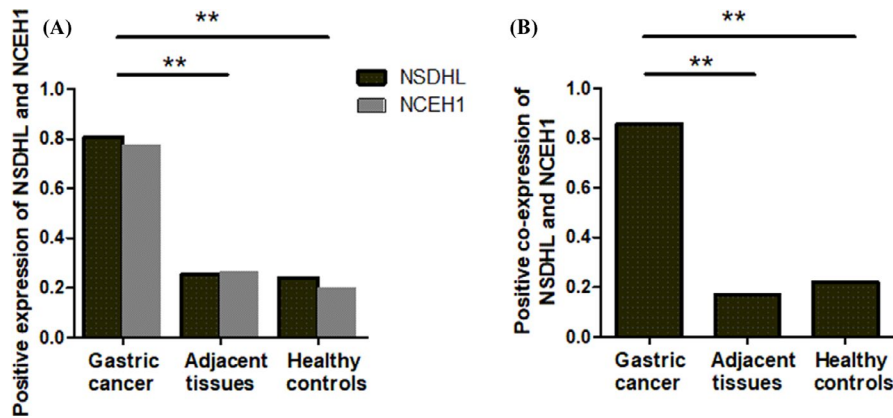 (A)
**
**
Positive expression of NSDHL and NCEH1
1.0
0.8
0.6
0.4
0.2
0.0
NSDHL
NCEH1
Gastric
cancer
Adjacent
tissues
Healthy
controls
(B)
**
**
Positive co-expression of
NSDHL and NCEH1
1.0
0.8
0.6
0.4
0.2
0.0
Gastric
cancer
Adjacent
tissues
Healthy
controls